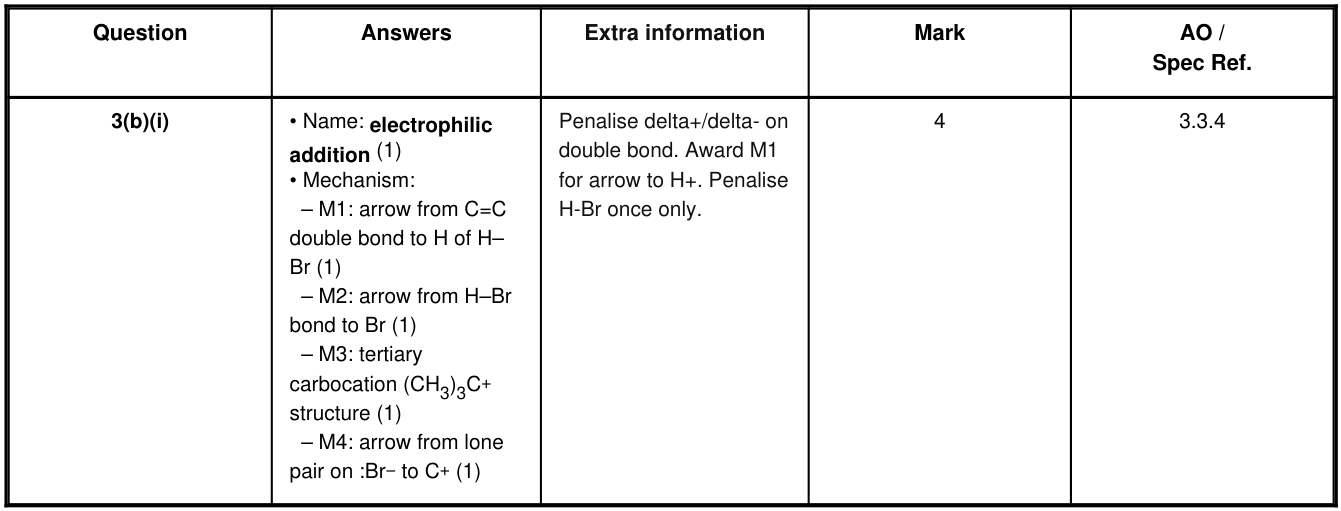 Question Answers Extra information Mark AO /
Spec Ref.
3(b)(i)
• Name: electrophilic
addition (1)
• Mechanism:
– M1: arrow from C=C
double bond to H of H–
Br (1)
– M2: arrow from H–Br
bond to Br (1)
– M3: tertiary
carbocation (CH₃)₃C⁺
structure (1)
– M4: arrow from lone
pair on :Br⁻ to C⁺ (1)
Penalise delta+/delta- on
double bond. Award M1
for arrow to H+. Penalise
H-Br once only.
4
3.3.4